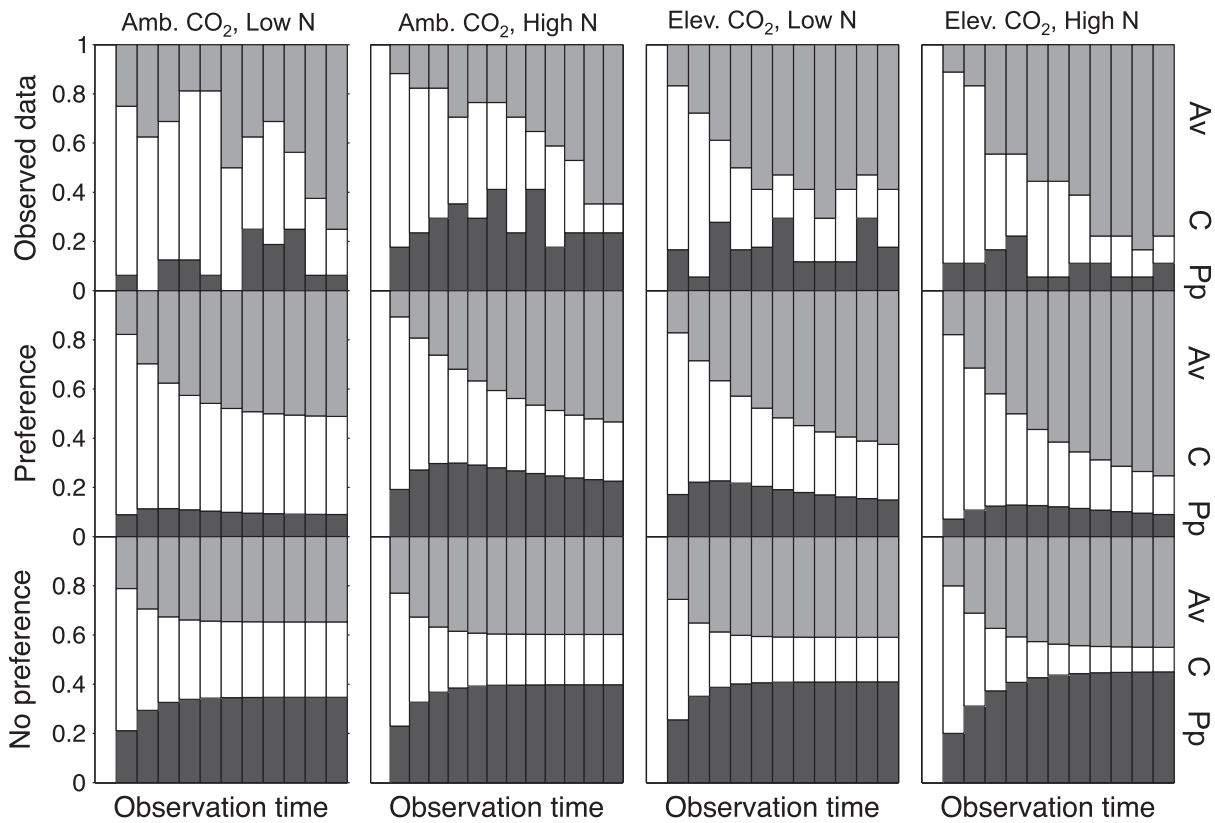 Amb. CO2, Low N
Amb. CO2, High N
Elev. CO2, Low N
Elev. CO2, High N
Observed data
1
0.8
0.6
0.4
0.2
0
Av
C
Pp
Preference
0.8
0.6
0.4
0.2
0
Av
C
Pp
No preference
0.8
0.6
0.4
0.2
0
Av
C
Pp
Observation time
Observation time
Observation time
Observation time